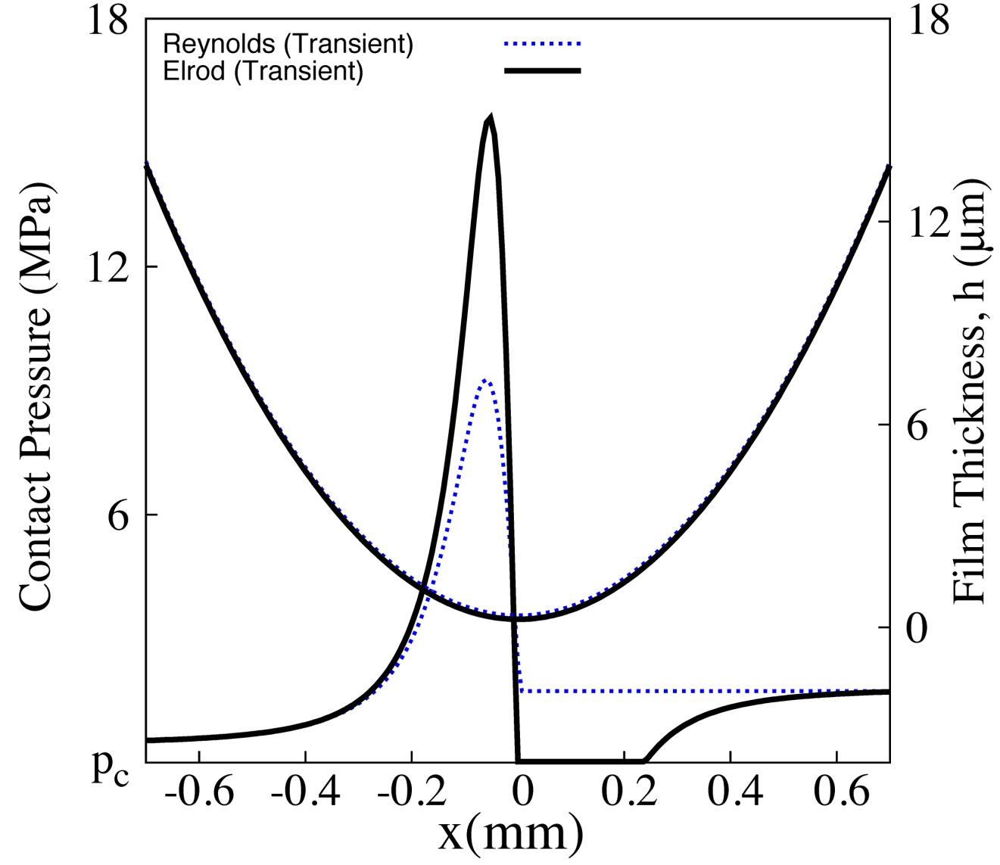 18
18
Reynolds (Transient)
Elrod (Transient)
12
12
6
6
0
pc
-0.6 -0.4 -0.2 0 0.2 0.4 0.6
x(mm)
Contact Pressure (MPa)
Film Thickness, h (μm)